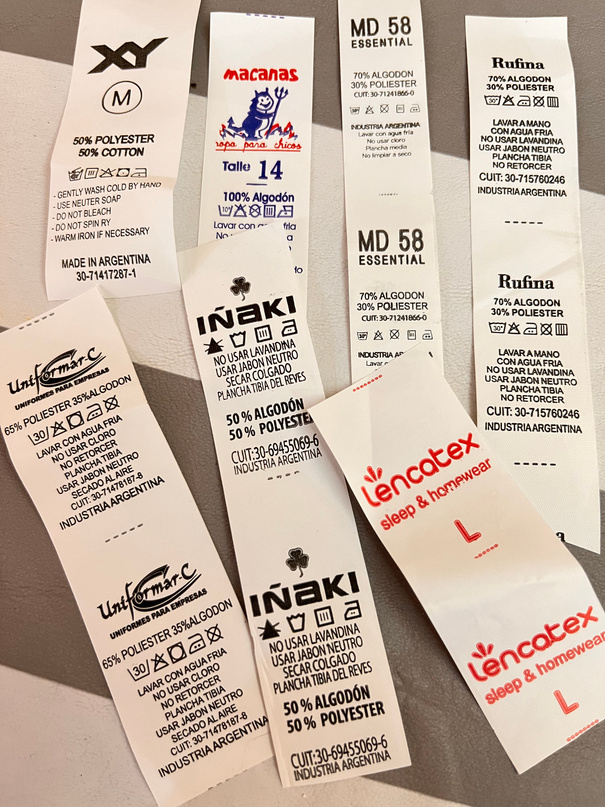 XY
M
50% POLYESTER
50% COTTON
- GENTLY WASH COLD BY HAND
- USE NEUTER SOAP
- DO NOT BLEACH
- DO NOT SPIN RY
- WARM IRON IF NECESSARY
MADE IN ARGENTINA
30-71417287-1
macanas
ropa para chicos
Talle 14
100% Algodón
Lavar con agua fría
MD 58
ESSENTIAL
70% ALGODON
30% POLIESTER
CUIT: 30-71241866-0
INDUSTRIA ARGENTINA
Lavar con agua fria
No usar cloro
Plancha media
No limpiar a seco
MD 58
ESSENTIAL
70% ALGODON
30% POLIESTER
CUIT: 30-71241866-0
INDUSTRIA
Rufina
70% ALGODON
30% POLIESTER
LAVAR A MANO
CON AGUA FRIA
NO USAR LAVANDINA
USAR JABON NEUTRO
PLANCHA TIBIA
NO RETORCER
CUIT: 30-715760246
INDUSTRIA ARGENTINA
Rufina
70% ALGODON
30% POLIESTER
LAVAR A MANO
CON AGUA FRIA
NO USAR LAVANDINA
USAR JABON NEUTRO
PLANCHA TIBIA
NO RETORCER
CUIT: 30-715760246
INDUSTRIA ARGENTINA
Uniformár-C
UNIFORMES PARA EMPRESAS
65% POLIESTER 35%ALGODON
30
LAVAR CON AGUA FRIA
NO USAR CLORO
NO RETORCER
PLANCHA TIBIA
USAR JABON NEUTRO
SECADO AL AIRE
CUIT: 30-71478187-8
INDUSTRIA ARGENTINA
Uniformár-C
UNIFORMES PARA EMPRESAS
65% POLIESTER 35%ALGODON
30
LAVAR CON AGUA FRIA
NO USAR CLORO
NO RETORCER
PLANCHA TIBIA
USAR JABON NEUTRO
SECADO AL AIRE
CUIT: 30-71478187-8
INDUSTRIA ARGENTINA
IÑAKI
NO USAR LAVANDINA
USAR JABON NEUTRO
SECAR COLGADO
PLANCHA TIBIA DEL REVES
50 % ALGODÓN
50 % POLYESTER
CUIT:30-69455069-6
INDUSTRIA ARGENTINA
IÑAKI
NO USAR LAVANDINA
USAR JABON NEUTRO
SECAR COLGADO
PLANCHA TIBIA DEL REVES
50 % ALGODÓN
50 % POLYESTER
CUIT:30-69455069-6
INDUSTRIA ARGENTINA
lencatex
sleep & homewear
L
lencatex
sleep & homewear
L